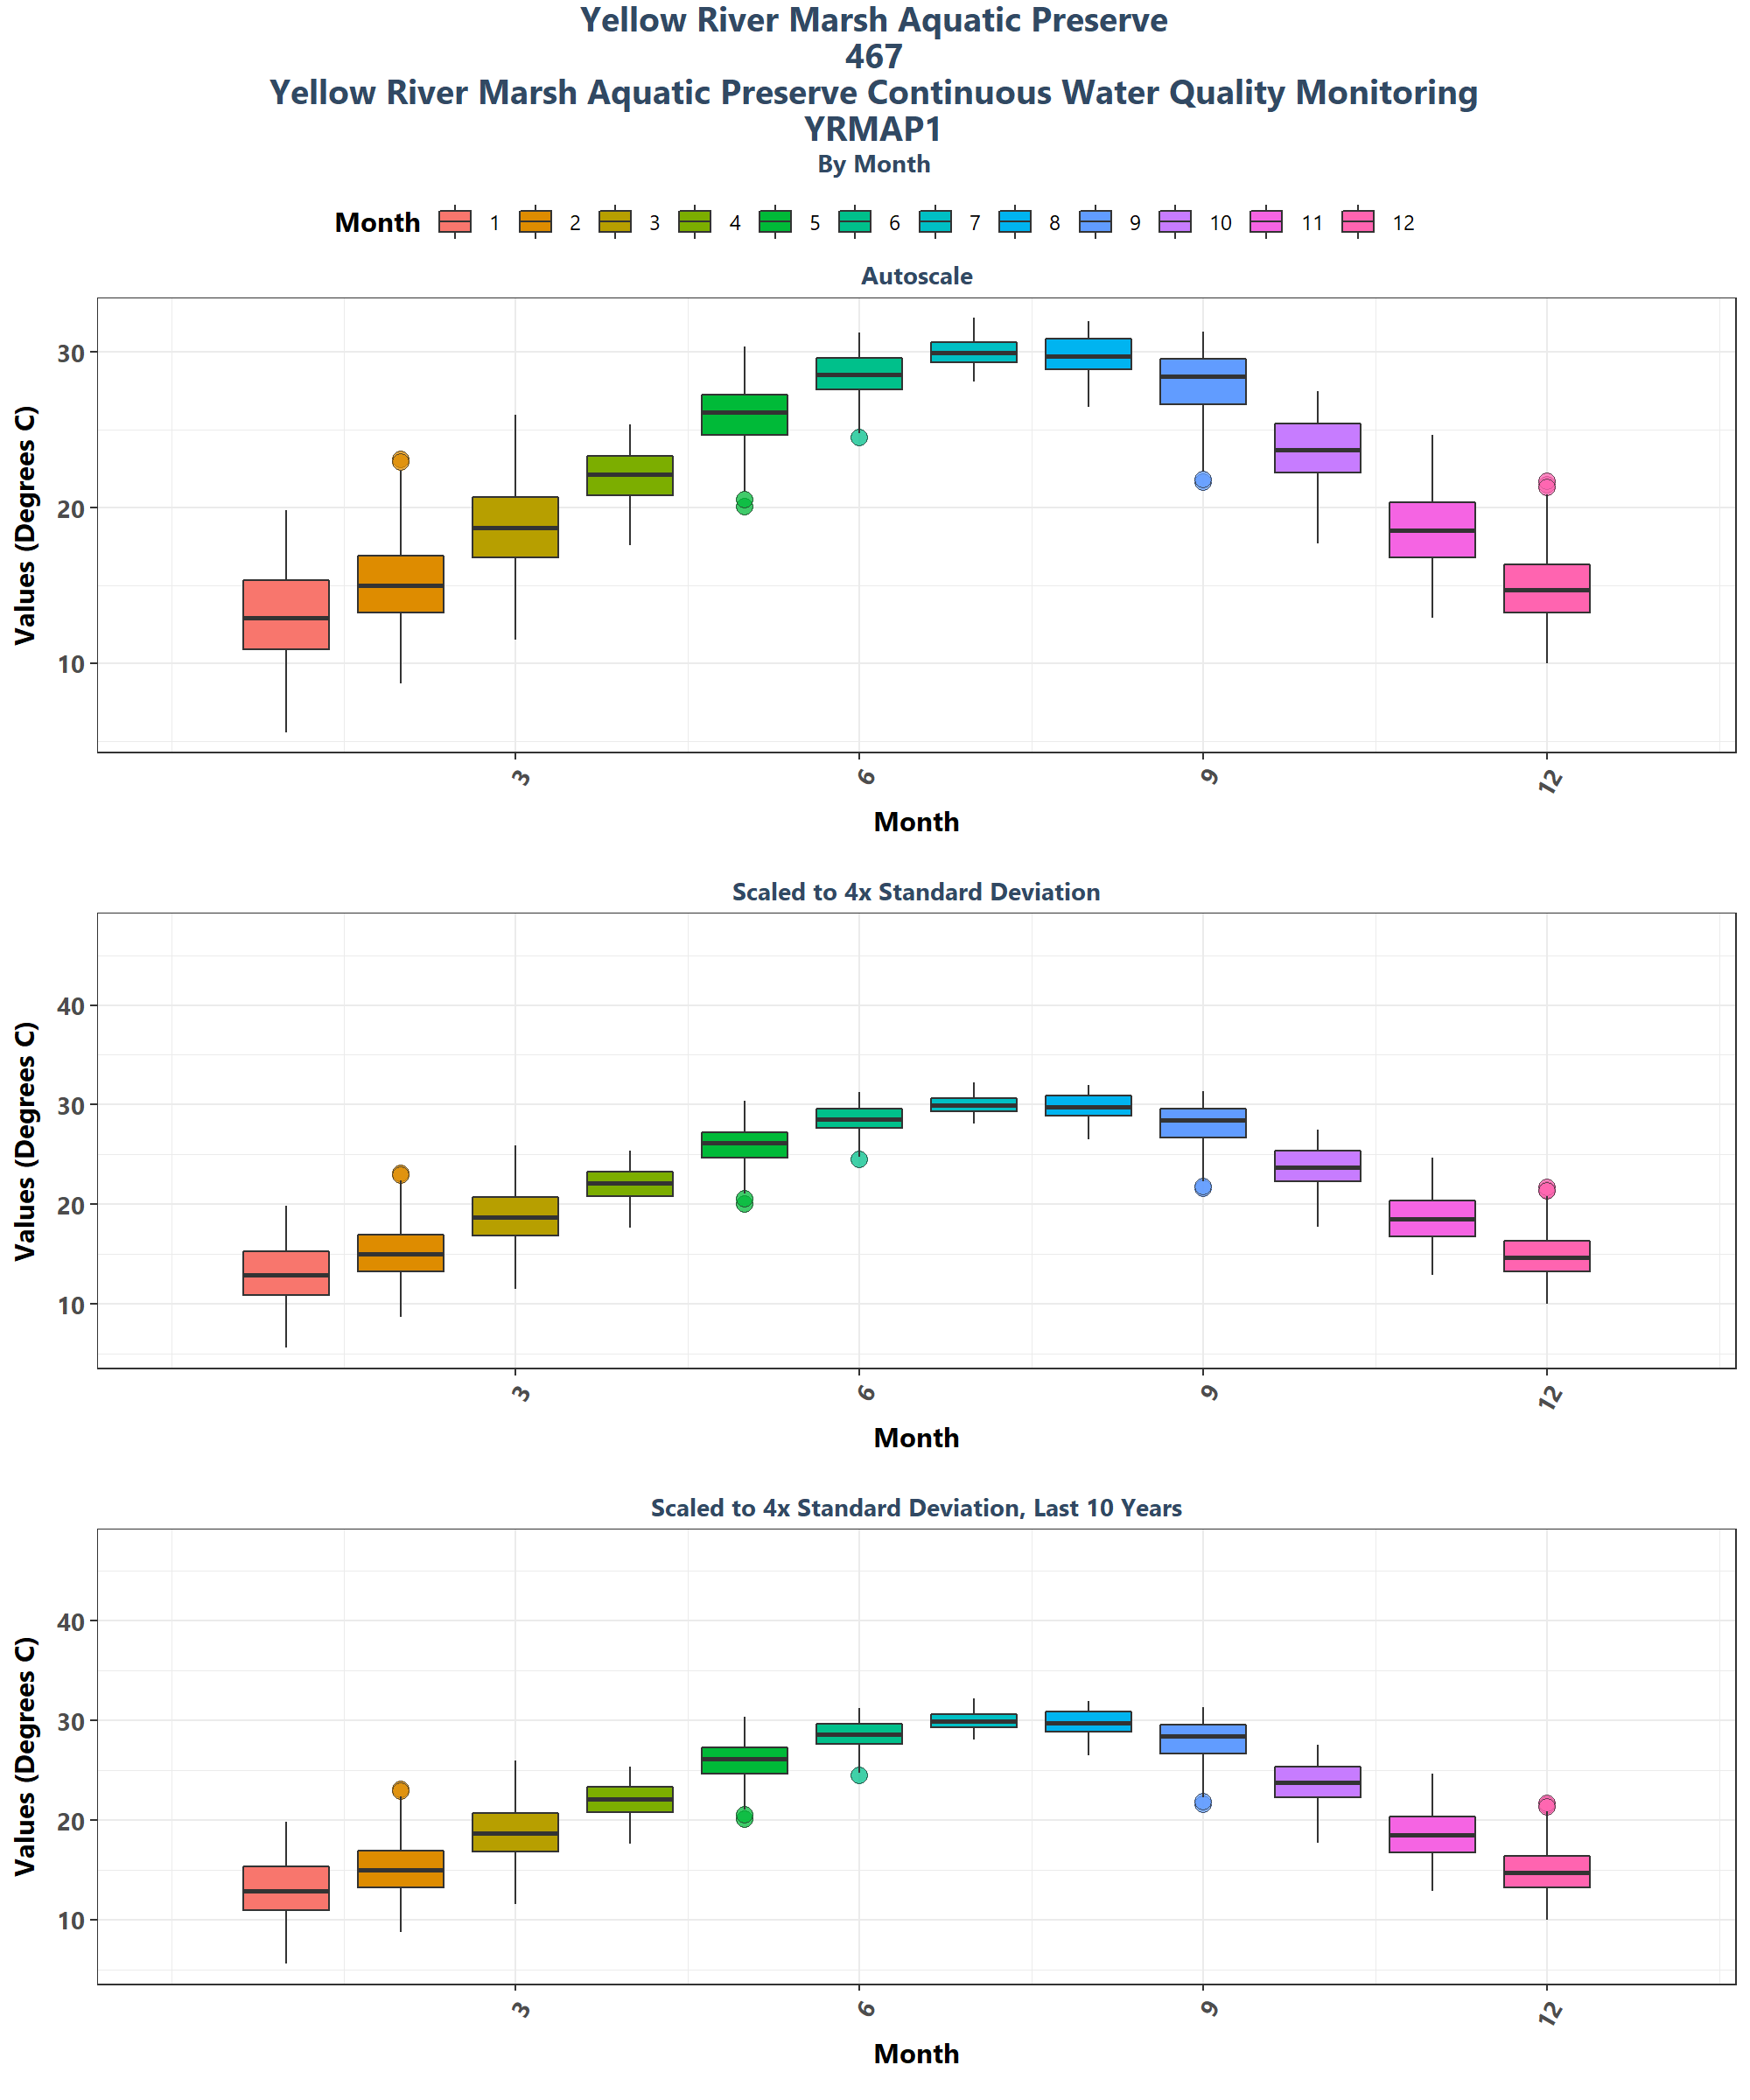 Yellow River Marsh Aquatic Preserve
467
Yellow River Marsh Aquatic Preserve Continuous Water Quality Monitoring
YRMAP1
By Month
Month 1 2 3 4 5 6 7 8 9 10 11 12
Autoscale
Values (Degrees C)
30
20
10
3 6 9 12
Month
Scaled to 4x Standard Deviation
Values (Degrees C)
40
30
20
10
3 6 9 12
Month
Scaled to 4x Standard Deviation, Last 10 Years
Values (Degrees C)
40
30
20
10
3 6 9 12
Month